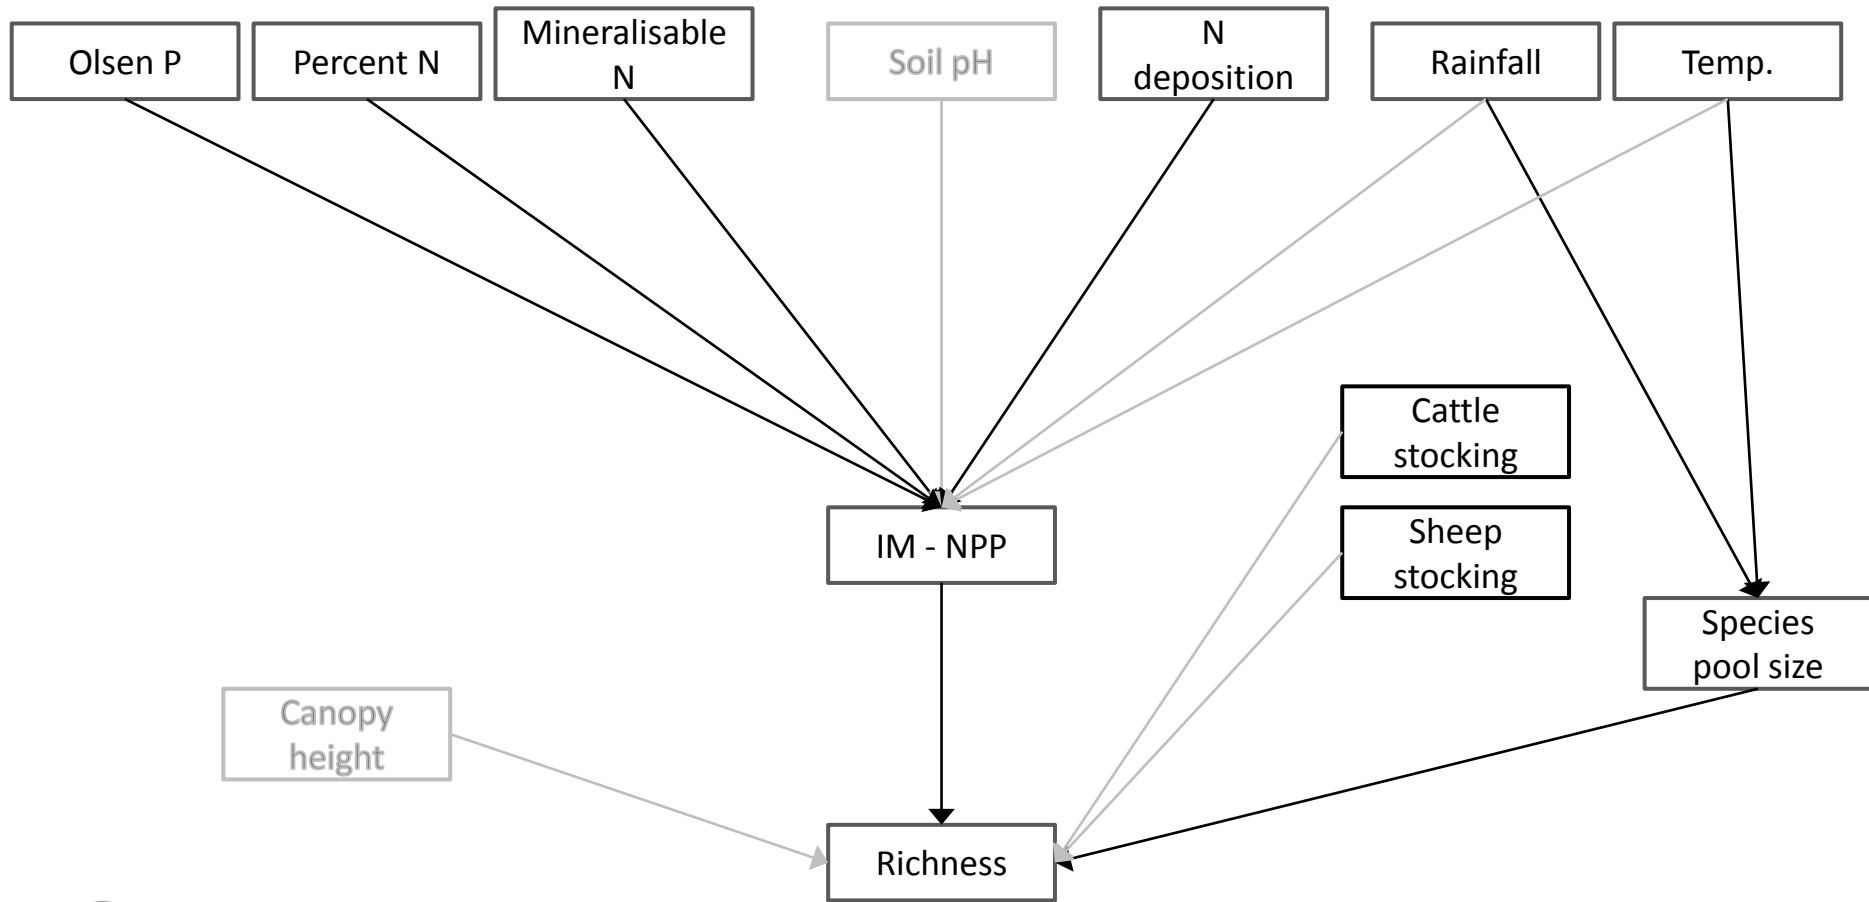 Olsen P
Percent N
Mineralisable
N
Soil pH
N
deposition
Rainfall
Temp.
Cattle
stocking
IM - NPP
Sheep
stocking
Species
pool size
Canopy
height
Richness